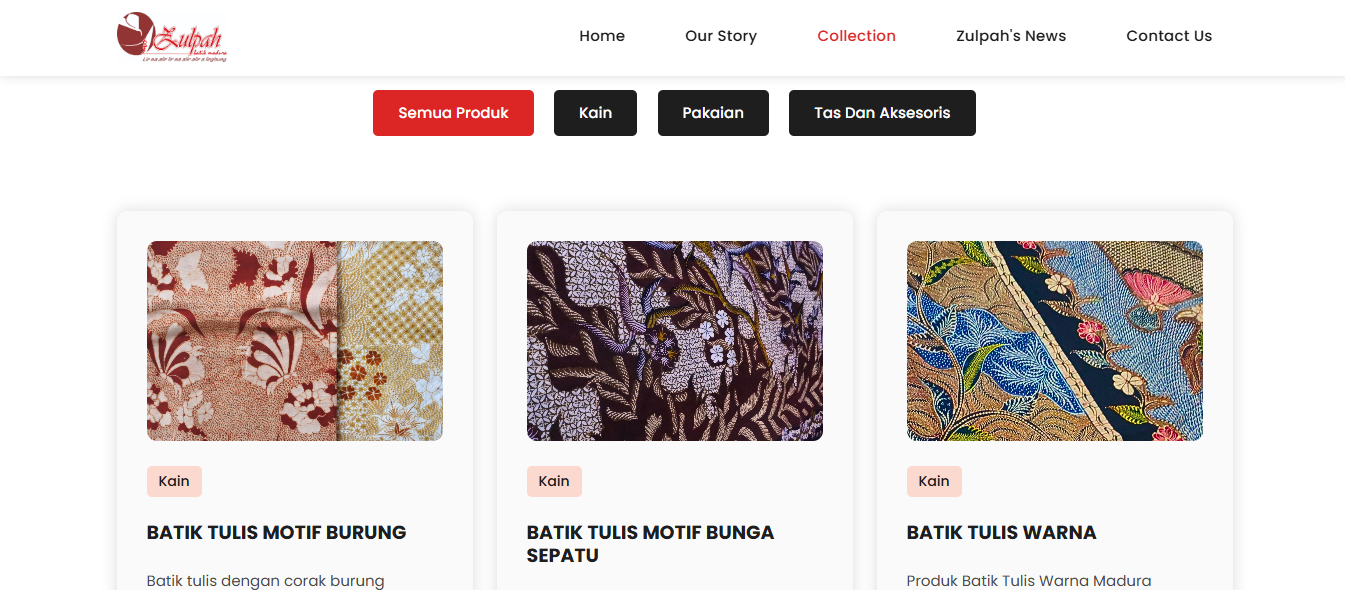 Zulpah
batik madura
Home
Our Story
Collection
Zulpah's News
Contact Us
Semua Produk
Kain
Pakaian
Tas Dan Aksesoris
Kain
BATIK TULIS MOTIF BURUNG
Batik tulis dengan corak burung
Kain
BATIK TULIS MOTIF BUNGA
SEPATU
Kain
BATIK TULIS WARNA
Produk Batik Tulis Warna Madura